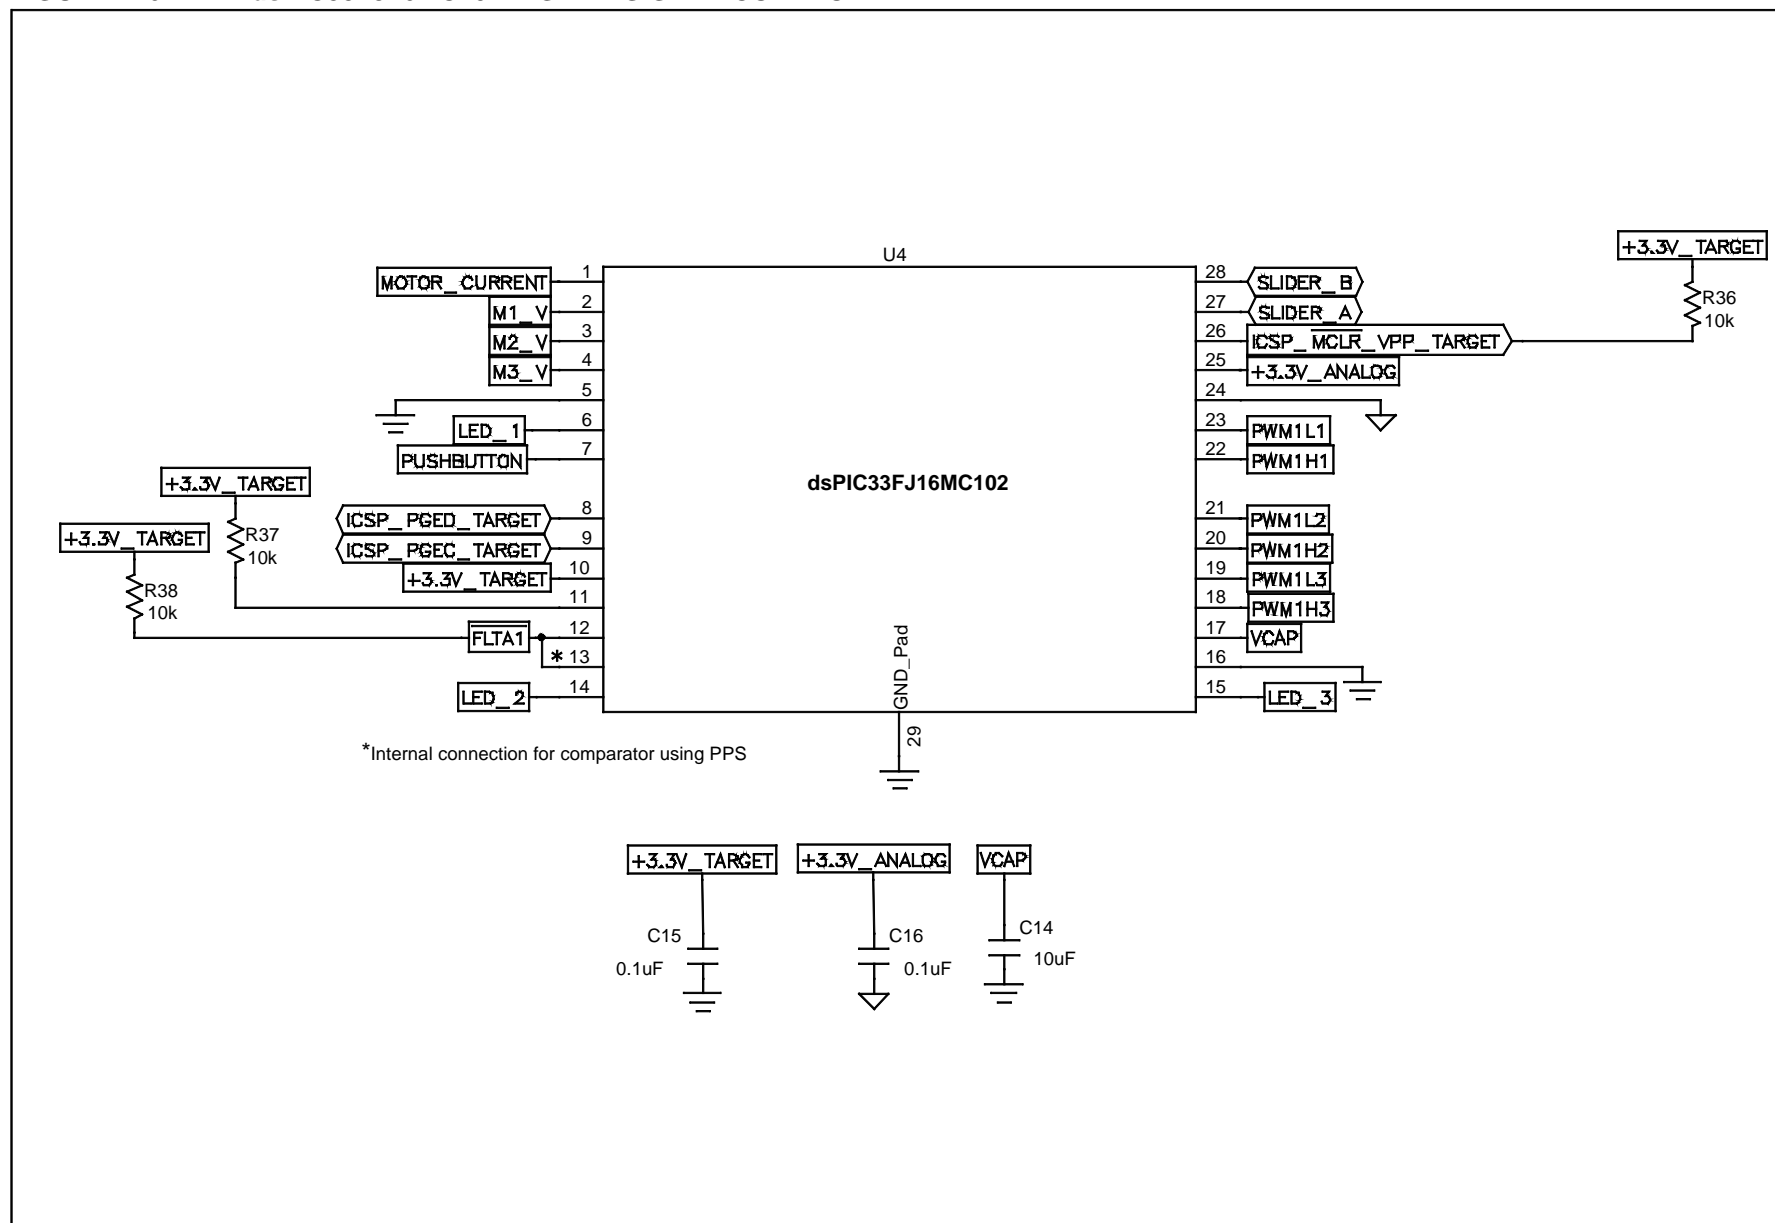 U4
MOTOR_CURRENT 1
M1_V 2
M2_V 3
M3_V 4
5
LED_1 6
PUSHBUTTON 7
+3.3V_TARGET
R37
10k
+3.3V_TARGET
R38
10k
ICSP_PGED_TARGET 8
ICSP_PGEC_TARGET 9
+3.3V_TARGET 10
11
FLTA1 12
* 13
LED_2 14
dsPIC33FJ16MC102
GND_Pad
29
28 SLIDER_B
27 SLIDER_A
26 ICSP_MCLR_VPP_TARGET
25 +3.3V_ANALOG
24
23 PWM1L1
22 PWM1H1
21 PWM1L2
20 PWM1H2
19 PWM1L3
18 PWM1H3
17 VCAP
16
15 LED_3
+3.3V_TARGET
R36
10k
*Internal connection for comparator using PPS
+3.3V_TARGET
C15
0.1uF
+3.3V_ANALOG
C16
0.1uF
VCAP
C14
10uF